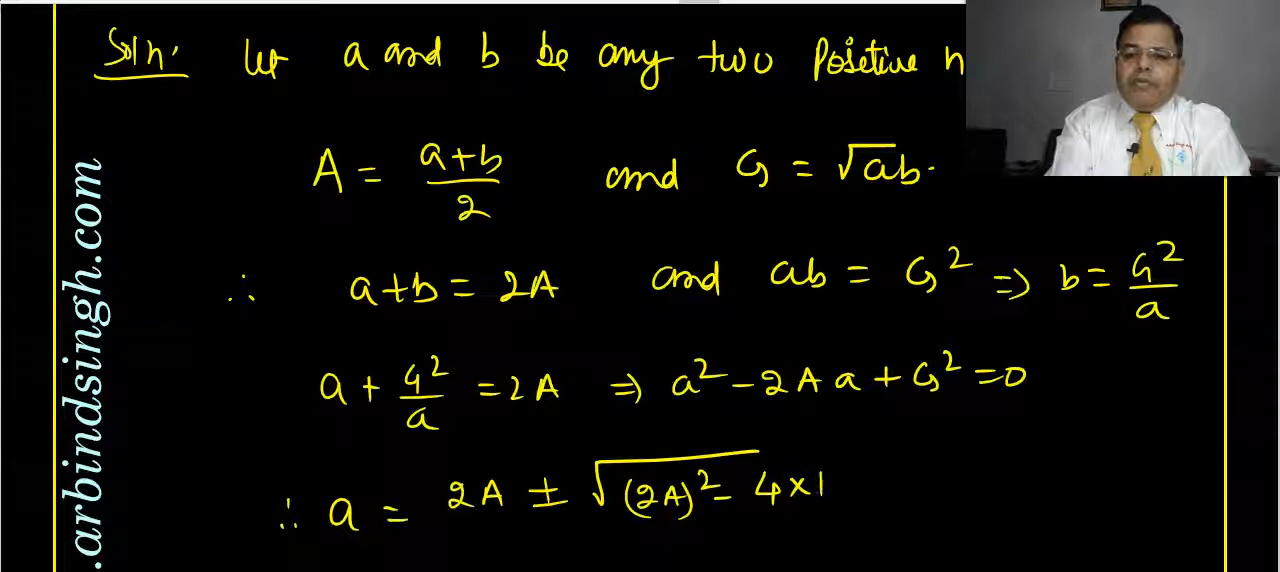 Soln. Let a and b be any two Positive n
A = (a+b)/2 and G = √ab.
∴ a+b = 2A and ab = G² => b = G²/a
a + G²/a = 2A => a² - 2A a + G² = 0
∴ a = 2A ± √(2A)² - 4×1
.arbindsingh.com